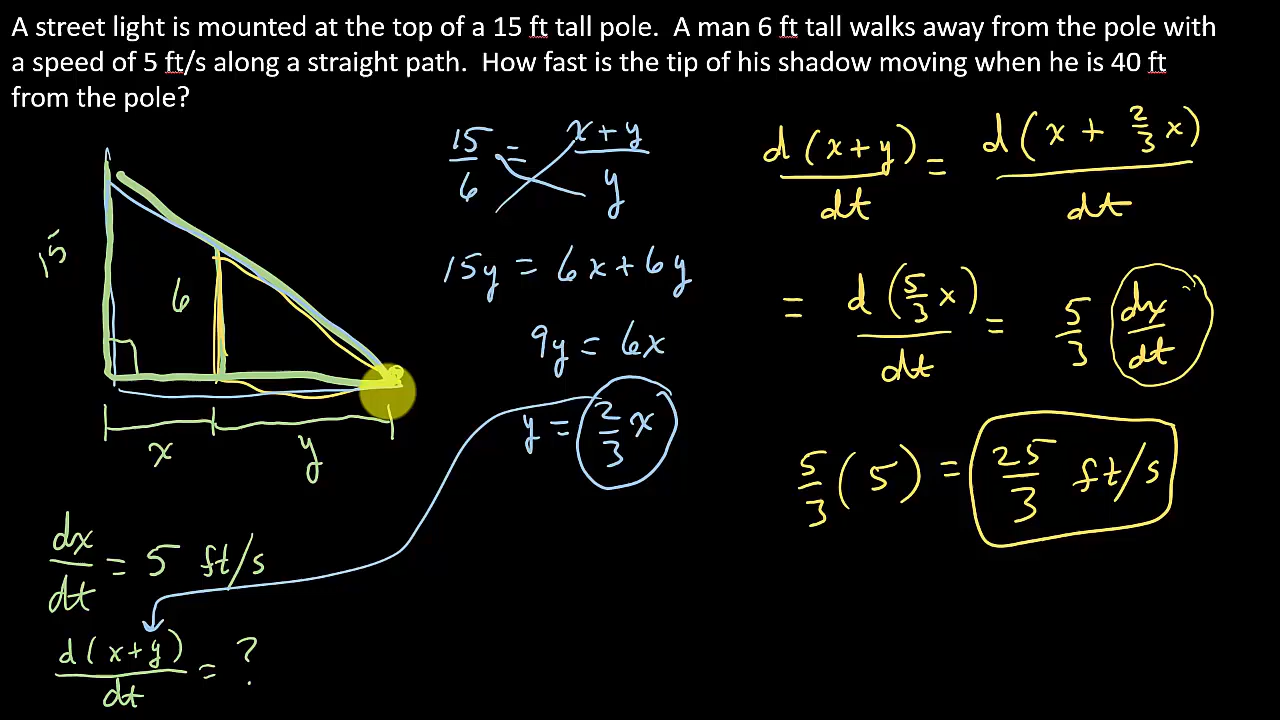 A street light is mounted at the top of a 15 ft tall pole. A man 6 ft tall walks away from the pole with
a speed of 5 ft/s along a straight path. How fast is the tip of his shadow moving when he is 40 ft
from the pole?
15
6
x
y
dx/dt = 5 ft/s
d(x+y)/dt = ?
15/6 = x+y/y
15y = 6x+6y
9y = 6x
y = 2/3 x
d(x+y)/dt = d(x + 2/3 x)/dt
= d(5/3 x)/dt = 5/3 dx/dt
5/3 (5) = 25/3 ft/s